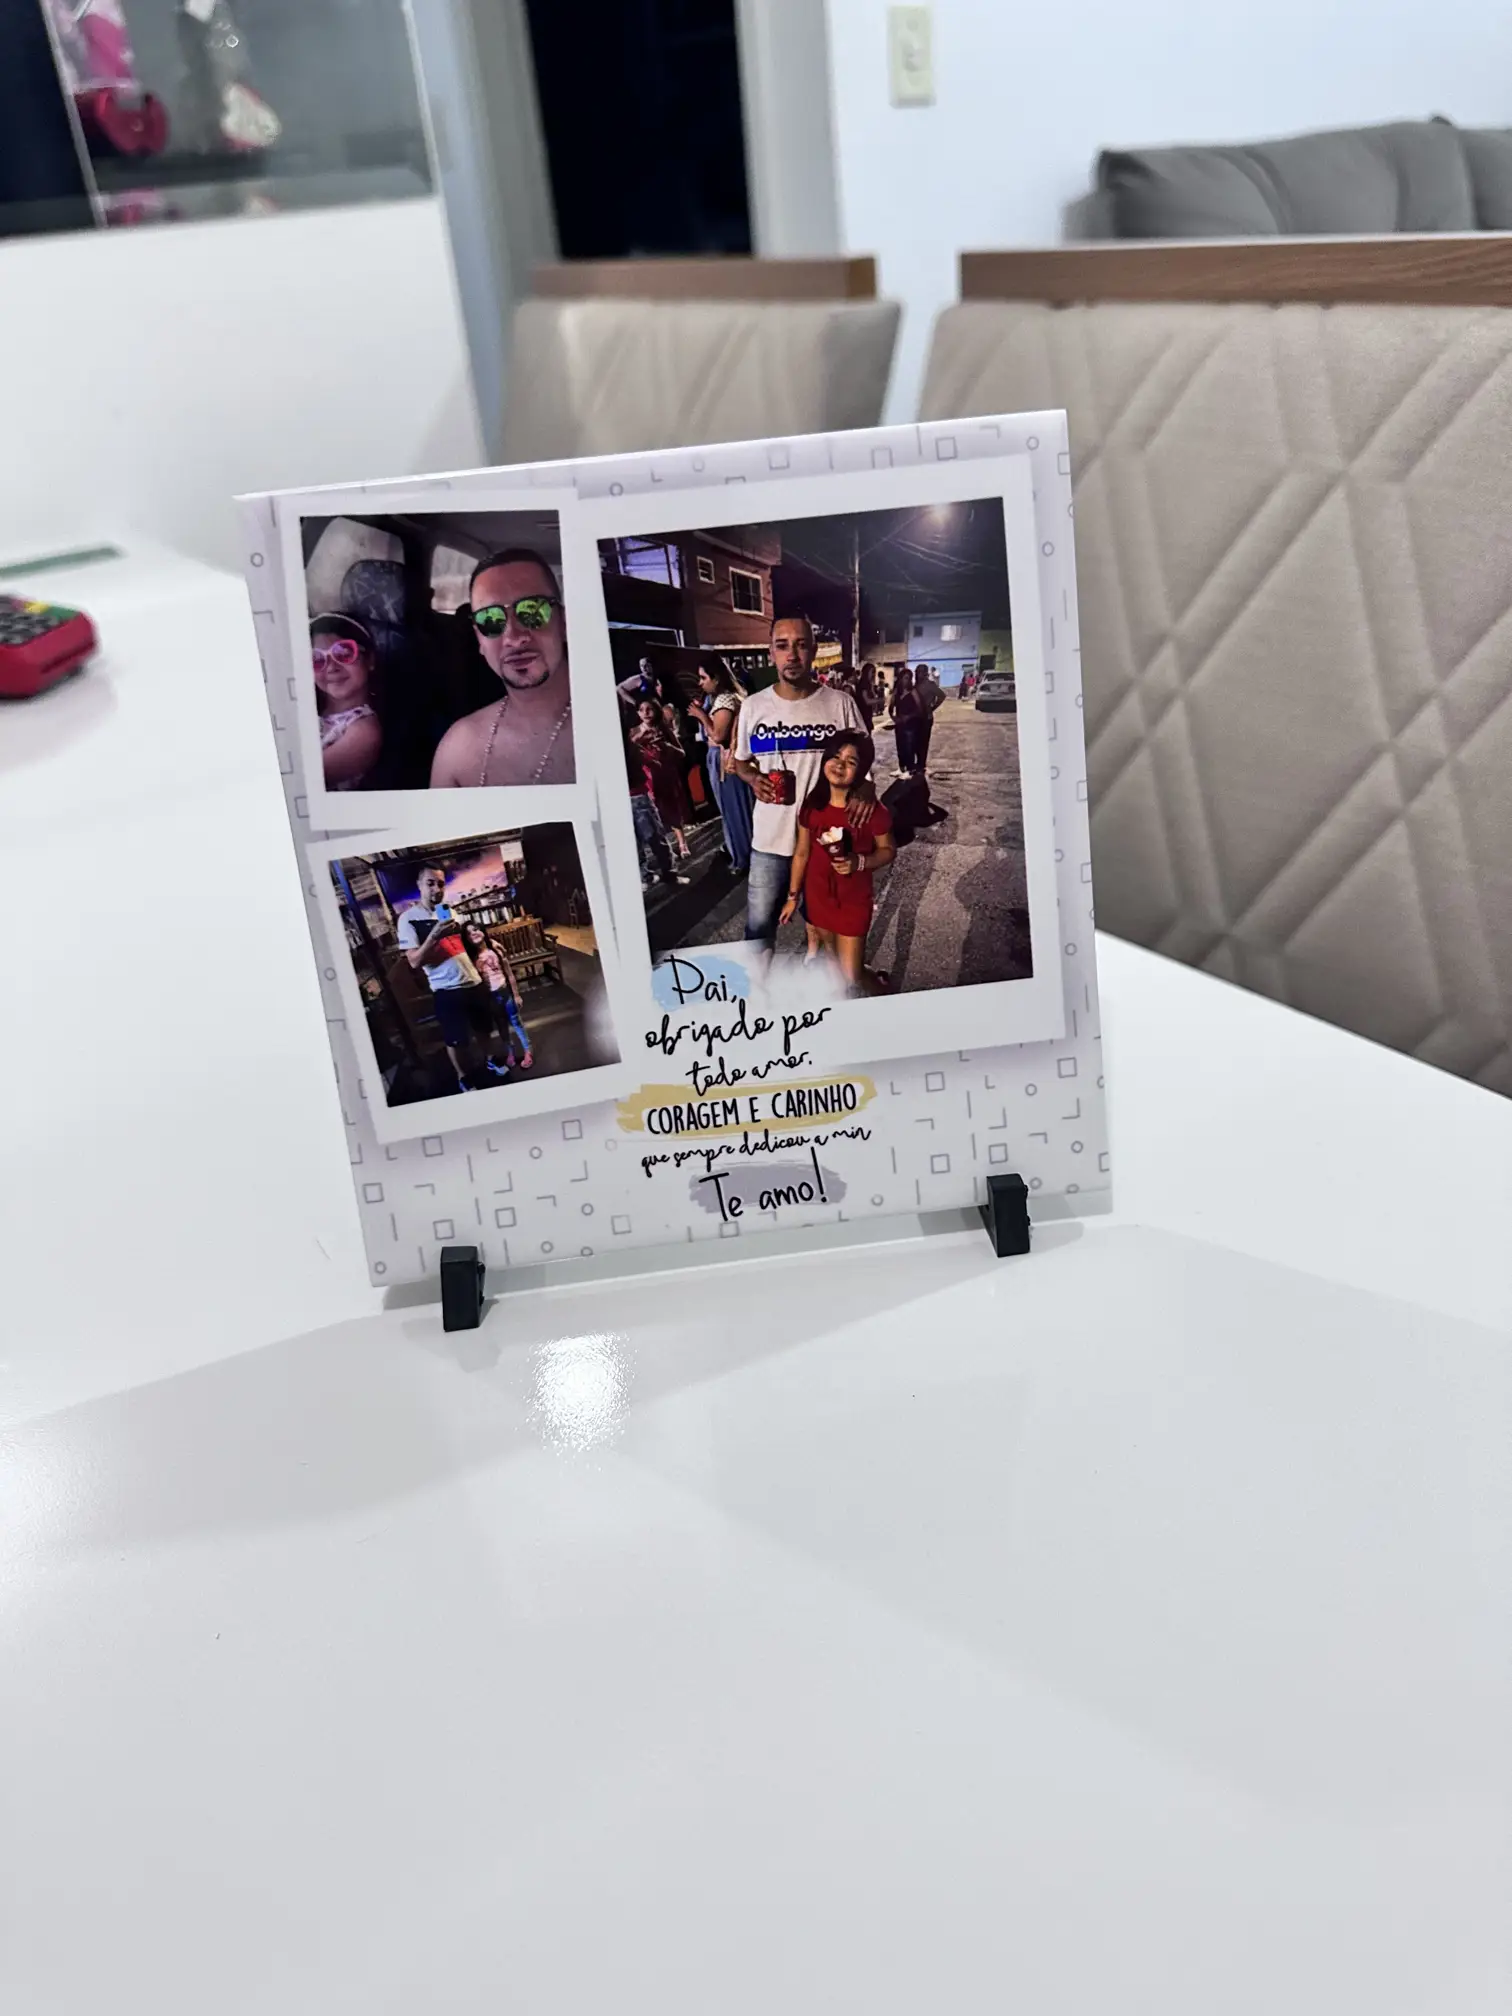 Onbongo
Pai,
obrigado por
todo amor.
CORAGEM E CARINHO
que sempre dedicou a mim
Te amo!